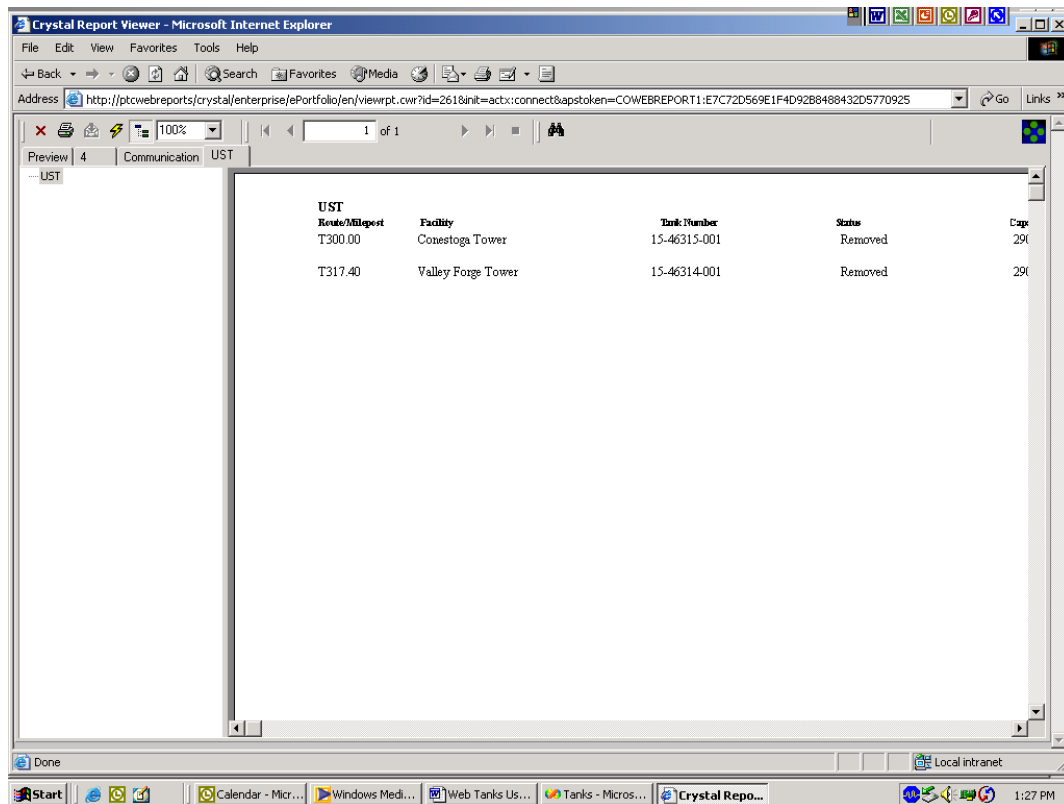 Crystal Report Viewer - Microsoft Internet Explorer
File Edit View Favorites Tools Help
Back Search Favorites Media
Address http://ptcwebreports/crystal/enterprise/ePortfolio/en/viewrpt.cwr?id=261&init=actx:connect&apstoken=COWEBREPORT1:E7C72D569E1F4D92B8488432D5770925 Go Links »
100% 1 of 1
Preview 4 Communication UST
UST
UST
Route/Milepost Facility Tank Number Status Capa
T300.00 Conestoga Tower 15-46315-001 Removed 290
T317.40 Valley Forge Tower 15-46314-001 Removed 290
Done Local intranet
Start Calendar - Micr... Windows Medi... Web Tanks Us... Tanks - Micros... Crystal Repo... 1:27 PM